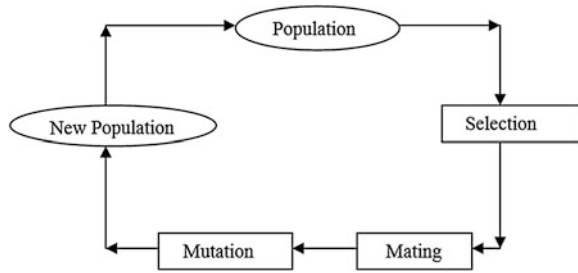 Population
New Population
Selection
Mutation
Mating